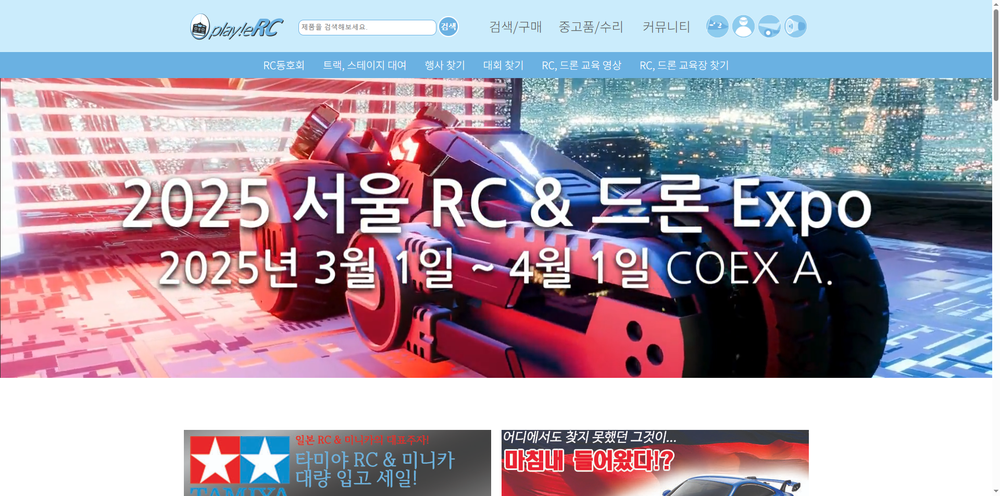 play!eRC
제품을 검색해보세요.
검색
검색/구매
중고품/수리
커뮤니티
RC동호회
트랙, 스테이지 대여
행사 찾기
대회 찾기
RC, 드론 교육 영상
RC, 드론 교육장 찾기
2025 서울 RC & 드론 Expo
2025년 3월 1일 ~ 4월 1일 COEX A.
일본 RC & 미니카의 대표주자!
타미야 RC & 미니카
대량 입고 세일!
TAMIYA
어디에서도 찾지 못했던 그것이...
마침내 들어왔다!?